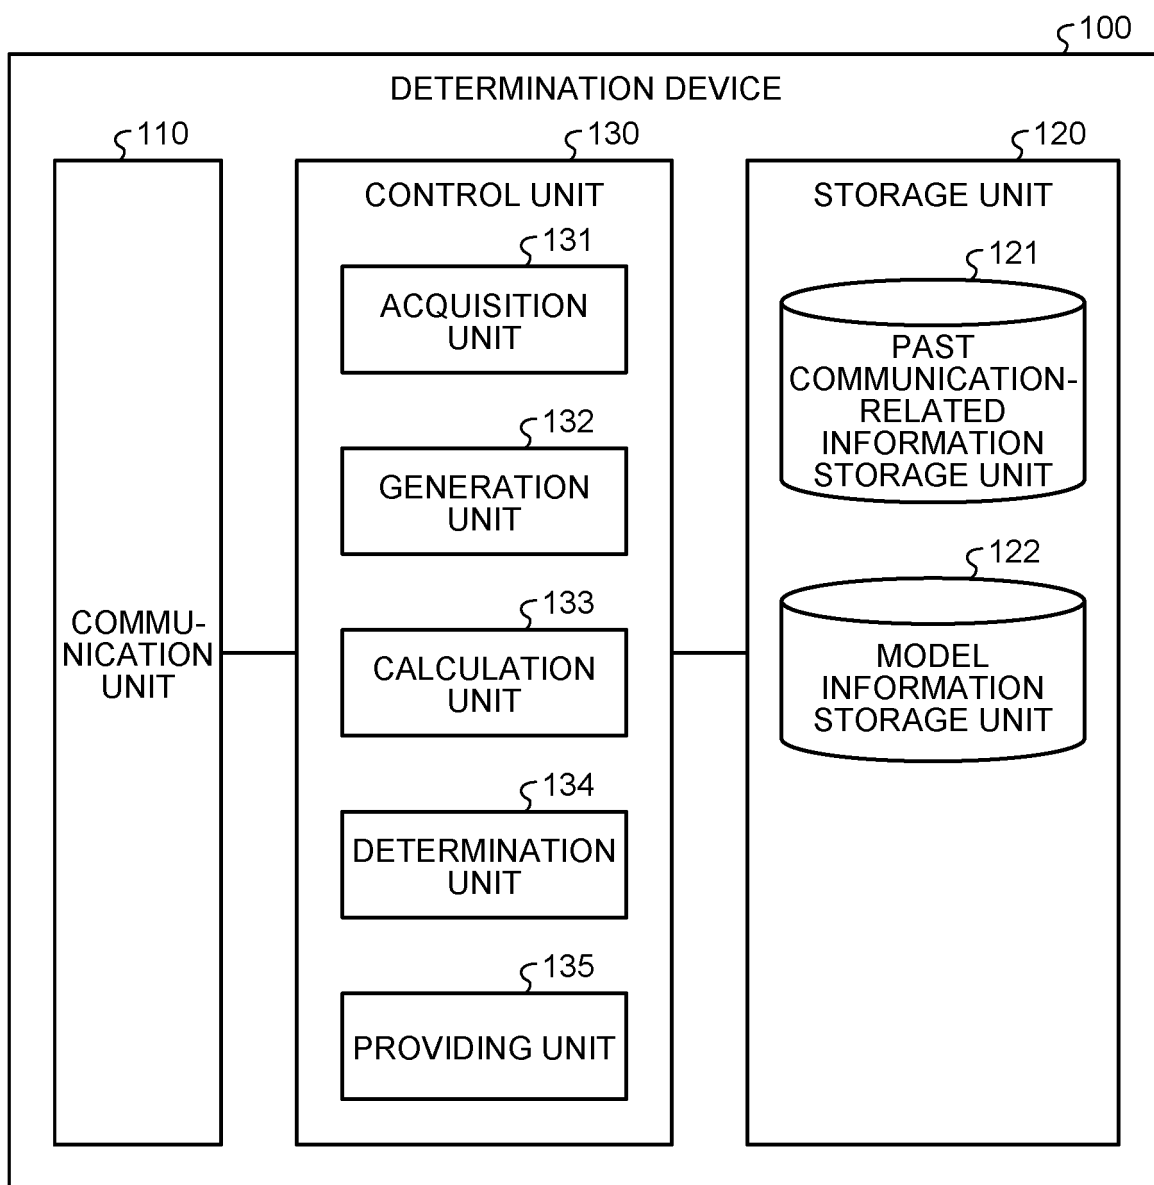 100
DETERMINATION DEVICE
110
COMMU-
NICATION
UNIT
130
CONTROL UNIT
131
ACQUISITION
UNIT
132
GENERATION
UNIT
133
CALCULATION
UNIT
134
DETERMINATION
UNIT
135
PROVIDING UNIT
120
STORAGE UNIT
121
PAST
COMMUNICATION-
RELATED
INFORMATION
STORAGE UNIT
122
MODEL
INFORMATION
STORAGE UNIT